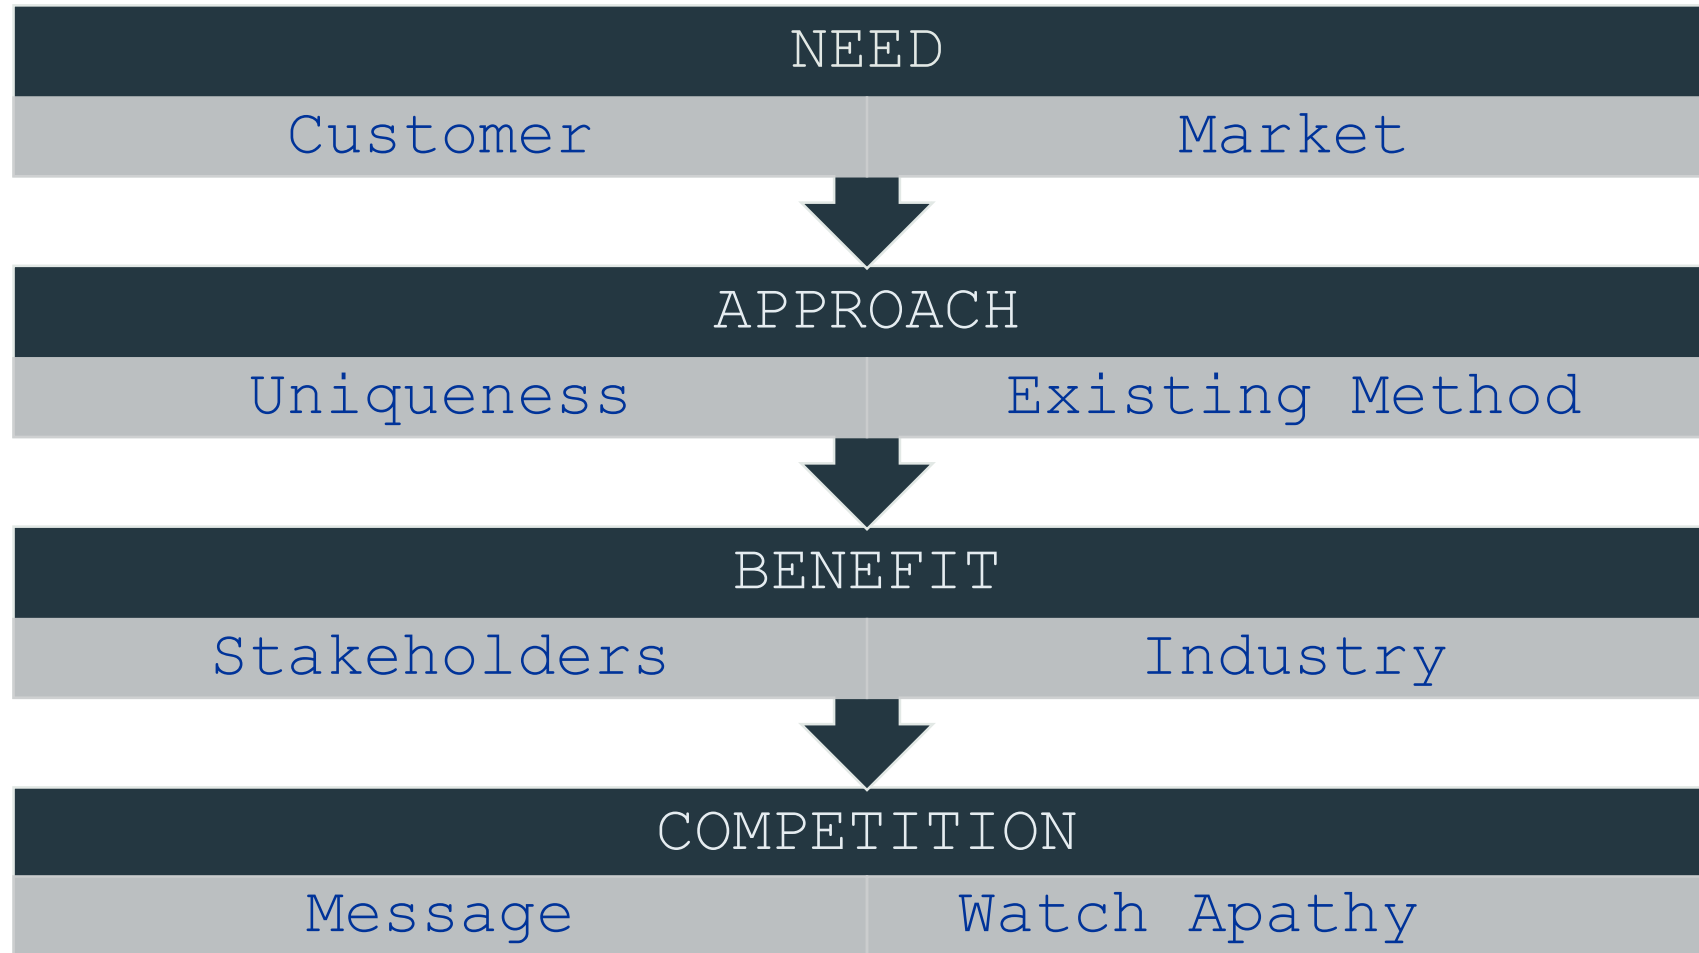 NEED
Customer Market
APPROACH
Uniqueness Existing Method
BENEFIT
Stakeholders Industry
COMPETITION
Message Watch Apathy